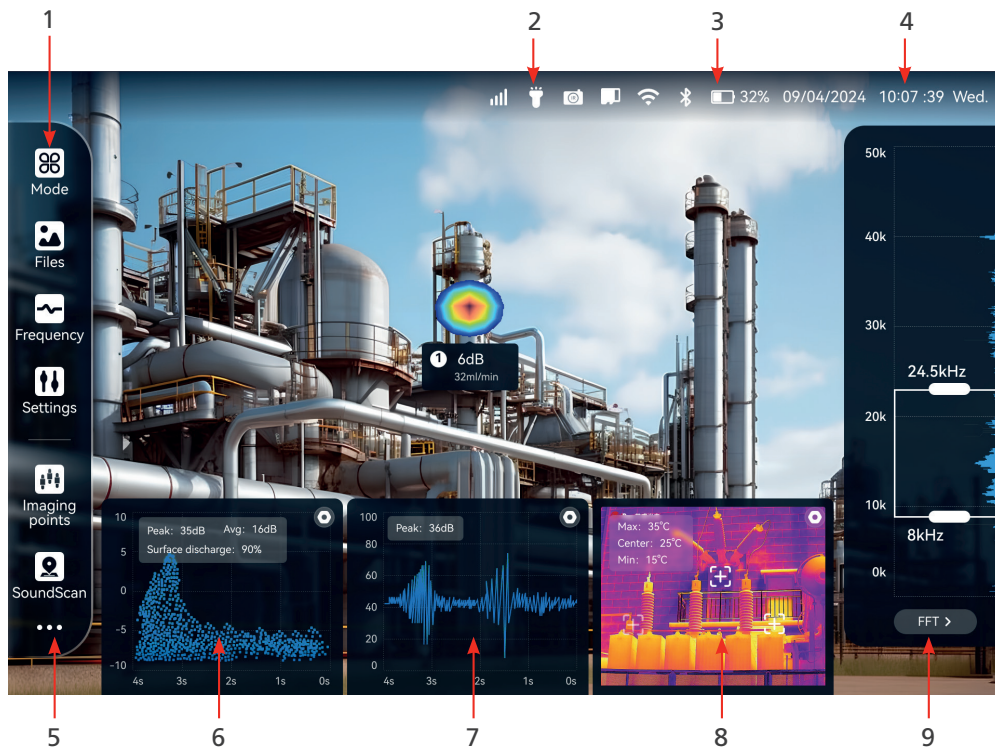 1
2
3
4
32% 09/04/2024 10:07 :39 Wed.
Mode
Files
Frequency
Settings
Imaging
points
SoundScan
1 6dB
32ml/min
50k
40k
30k
24.5kHz
20k
10k
8kHz
0k
FFT >
10
5
0
-5
-10
Peak: 35dB Avg: 16dB
Surface discharge: 90%
4s 3s 2s 1s 0s
100
60
40
20
0
Peak: 36dB
4s 3s 2s 1s 0s
Max: 35°C
Center: 25°C
Min: 15°C
5
6
7
8
9